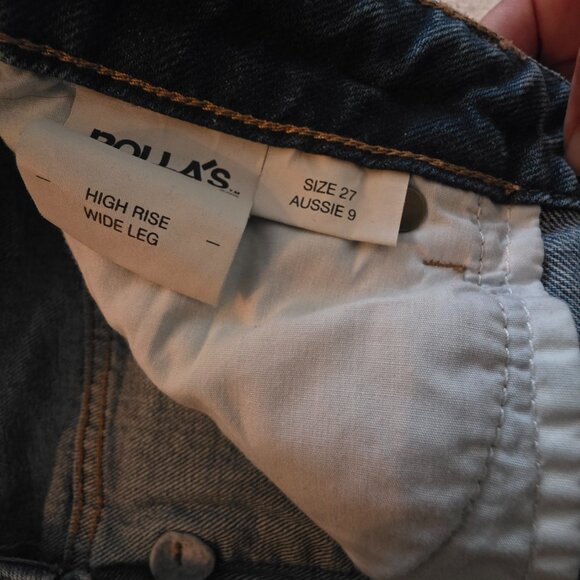 ROLLA'S
HIGH RISE
WIDE LEG
SIZE 27
AUSSIE 9